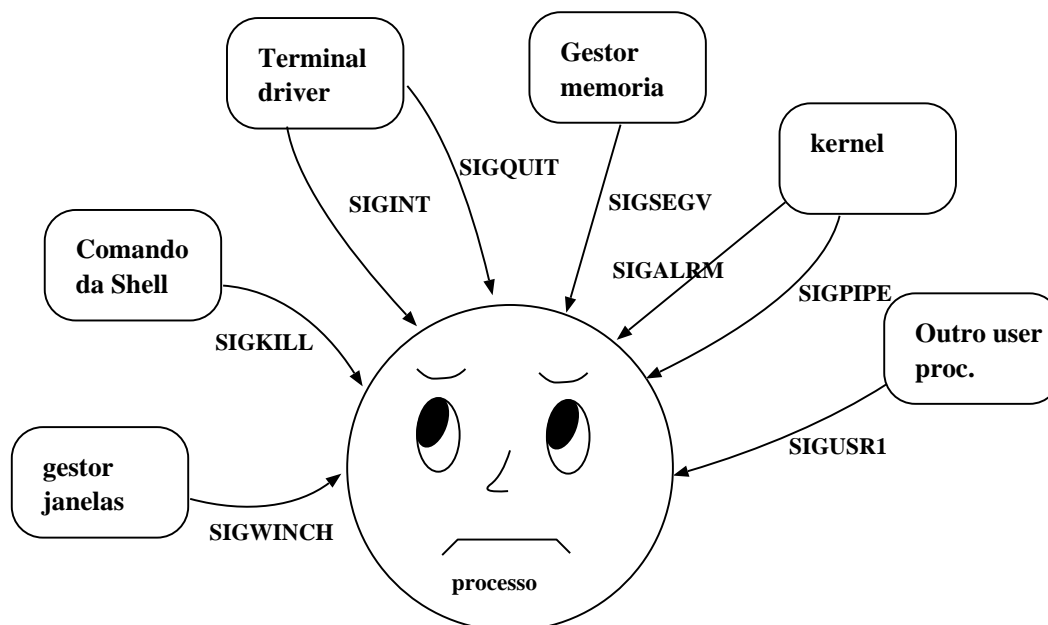 Terminal
driver
Gestor
memoria
kernel
SIGQUIT
SIGINT
SIGSEGV
Comando
da Shell
SIGALRM
SIGPIPE
SIGKILL
Outro user
proc.
gestor
janelas
SIGUSR1
SIGWINCH
processo